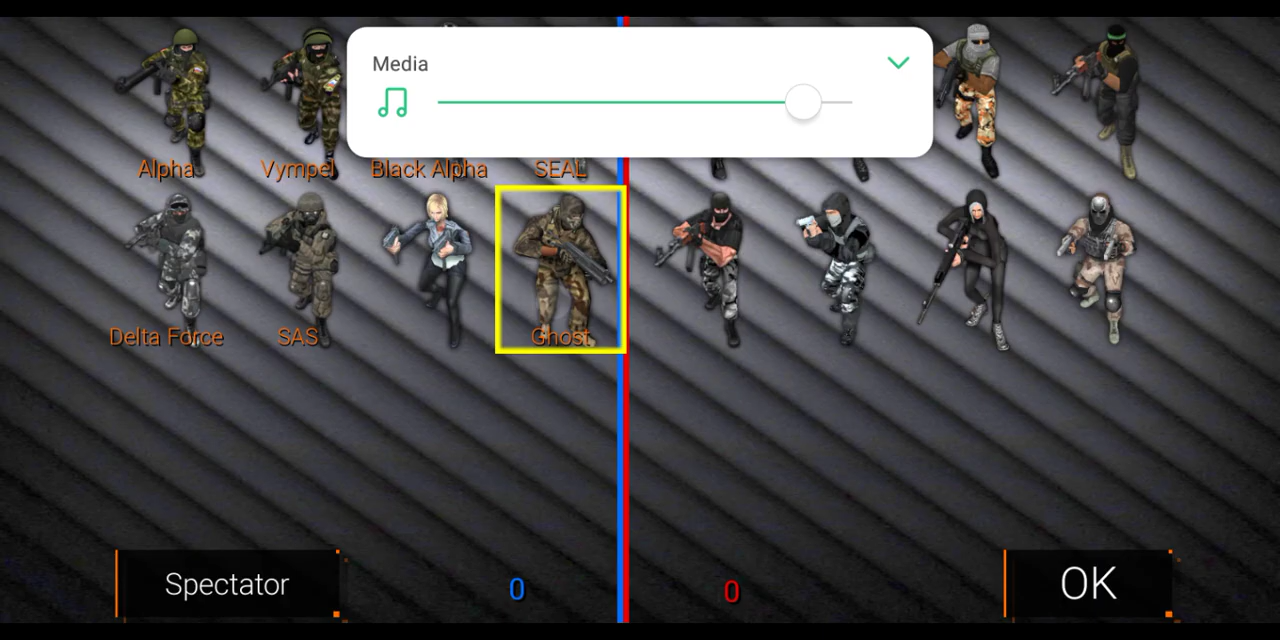 Media
Alpha Vympel Black Alpha SEAL
Delta Force SAS Ghost
Spectator 0 0 OK